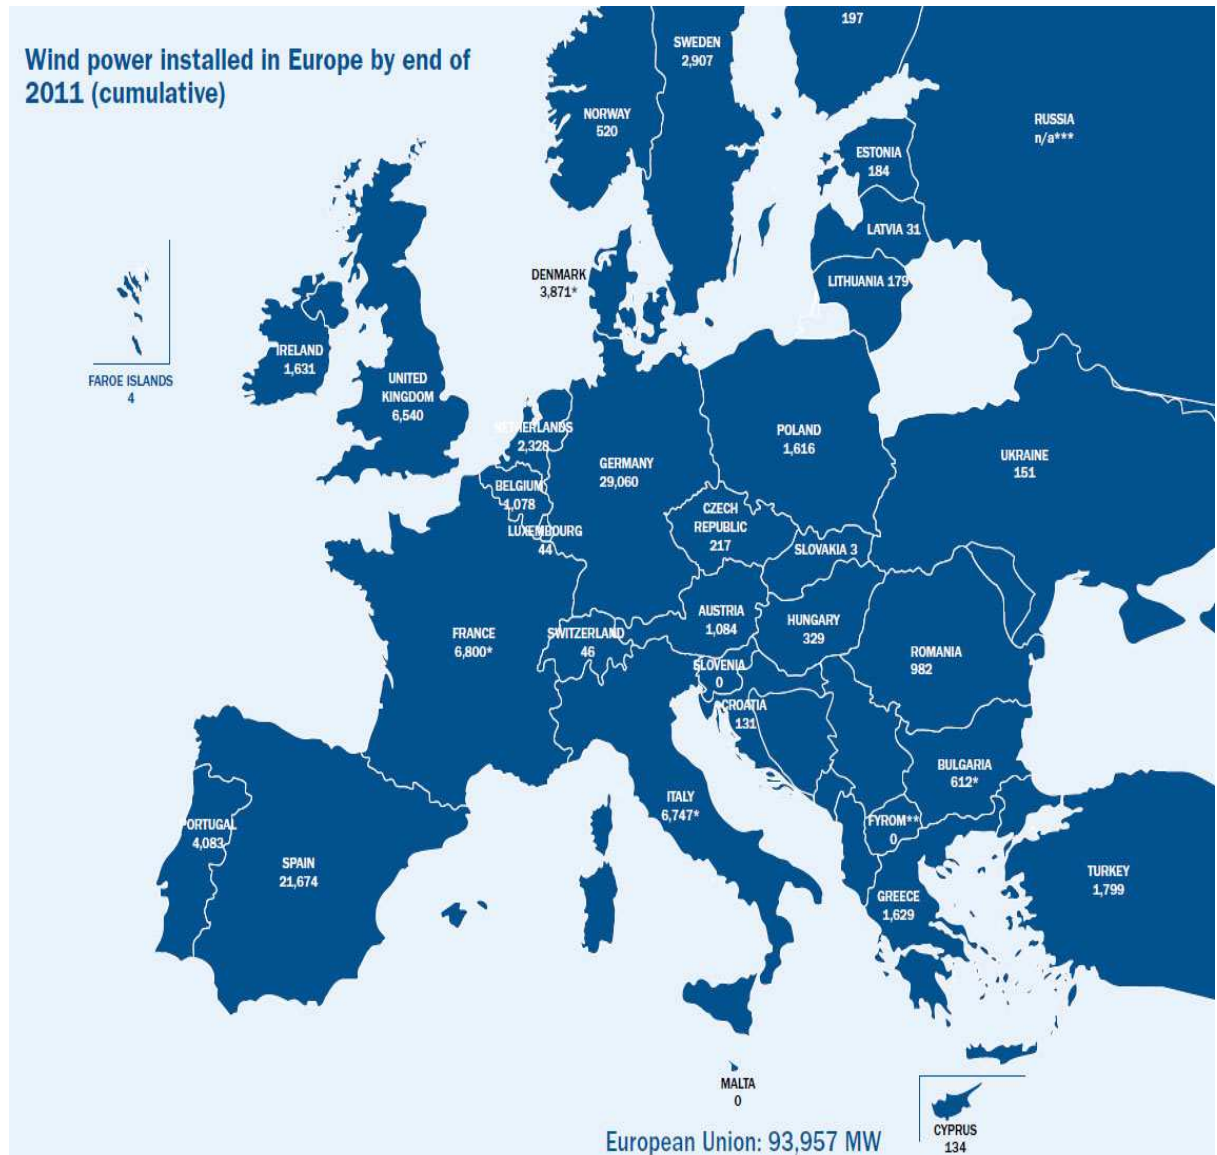 Wind power installed in Europe by end of
2011 (cumulative)
197
SWEDEN
2,907
NORWAY
520
RUSSIA
n/a***
ESTONIA
184
LATVIA 31
LITHUANIA 179
DENMARK
3,871*
FAROE ISLANDS
4
IRELAND
1,631
UNITED
KINGDOM
6,540
NETHERLANDS
2,328
BELGIUM
1,078
LUXEMBOURG
44
GERMANY
29,060
POLAND
1,616
UKRAINE
151
CZECH
REPUBLIC
217
SLOVAKIA 3
AUSTRIA
1,084
HUNGARY
329
FRANCE
6,800*
SWITZERLAND
46
SLOVENIA
0
CROATIA
131
ROMANIA
982
BULGARIA
612*
ITALY
6,747*
FYROM**
0
PORTUGAL
4,083
SPAIN
21,674
GREECE
1,629
TURKEY
1,799
MALTA
0
CYPRUS
134
European Union: 93,957 MW